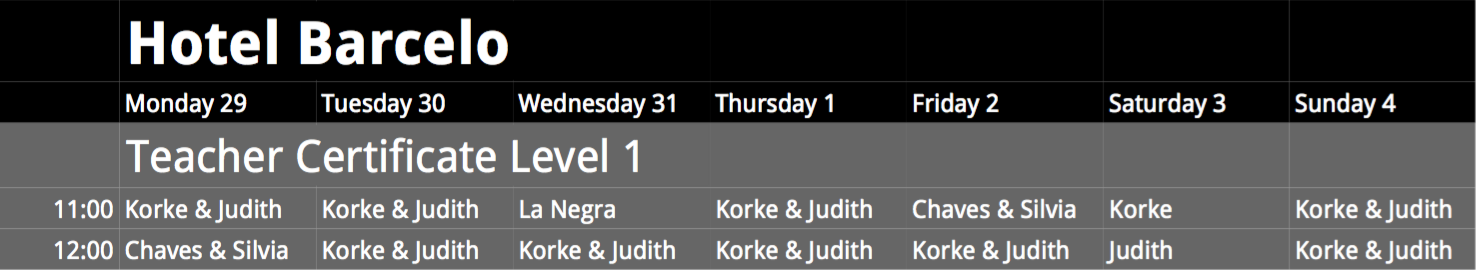 Hotel Barcelo
Monday 29 Tuesday 30 Wednesday 31 Thursday 1 Friday 2 Saturday 3 Sunday 4
Teacher Certificate Level 1
11:00 Korke & Judith Korke & Judith La Negra Korke & Judith Chaves & Silvia Korke Korke & Judith
12:00 Chaves & Silvia Korke & Judith Korke & Judith Korke & Judith Korke & Judith Judith Korke & Judith